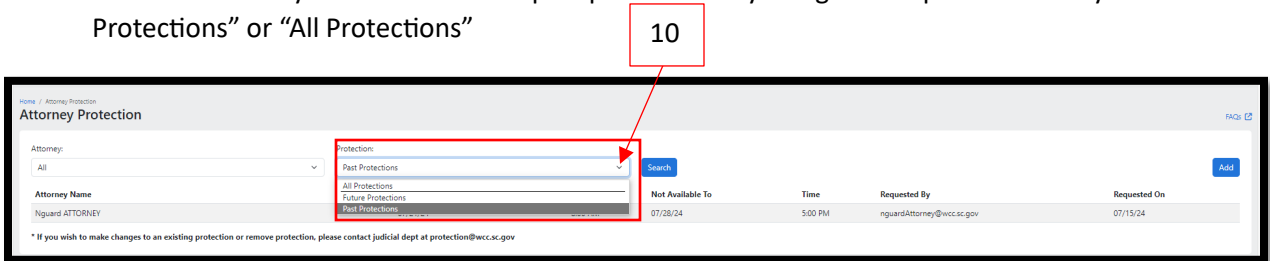 Protections” or “All Protections”
10
Home / Attorney Protection
Attorney Protection
FAQs
Attorney:
Protection:
All
Past Protections
Search
Add
All Protections
Future Protections
Past Protections
Attorney Name
Not Available To
Time
Requested By
Requested On
Nguard ATTORNEY
07/28/24
5:00 PM
nguardAttorney@wcc.sc.gov
07/15/24
* If you wish to make changes to an existing protection or remove protection, please contact judicial dept at protection@wcc.sc.gov